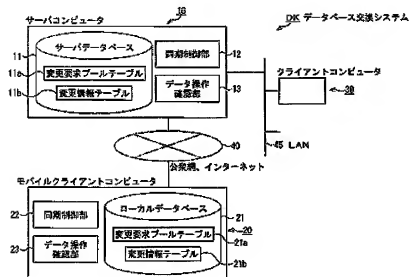 DK データベース交換システム
サーバコンピュータ
10
サーバデータベース
11
11a
変更要求プールテーブル
11b
変更情報テーブル
同期制御部
12
データ操作
確認部
13
クライアントコンピュータ
30
40
公衆網、インターネット
45 LAN
モバイルクライアントコンピュータ
22
同期制御部
23
データ操作
確認部
ローカルデータベース
21
20
変更要求プールテーブル
21a
変更情報テーブル
21b